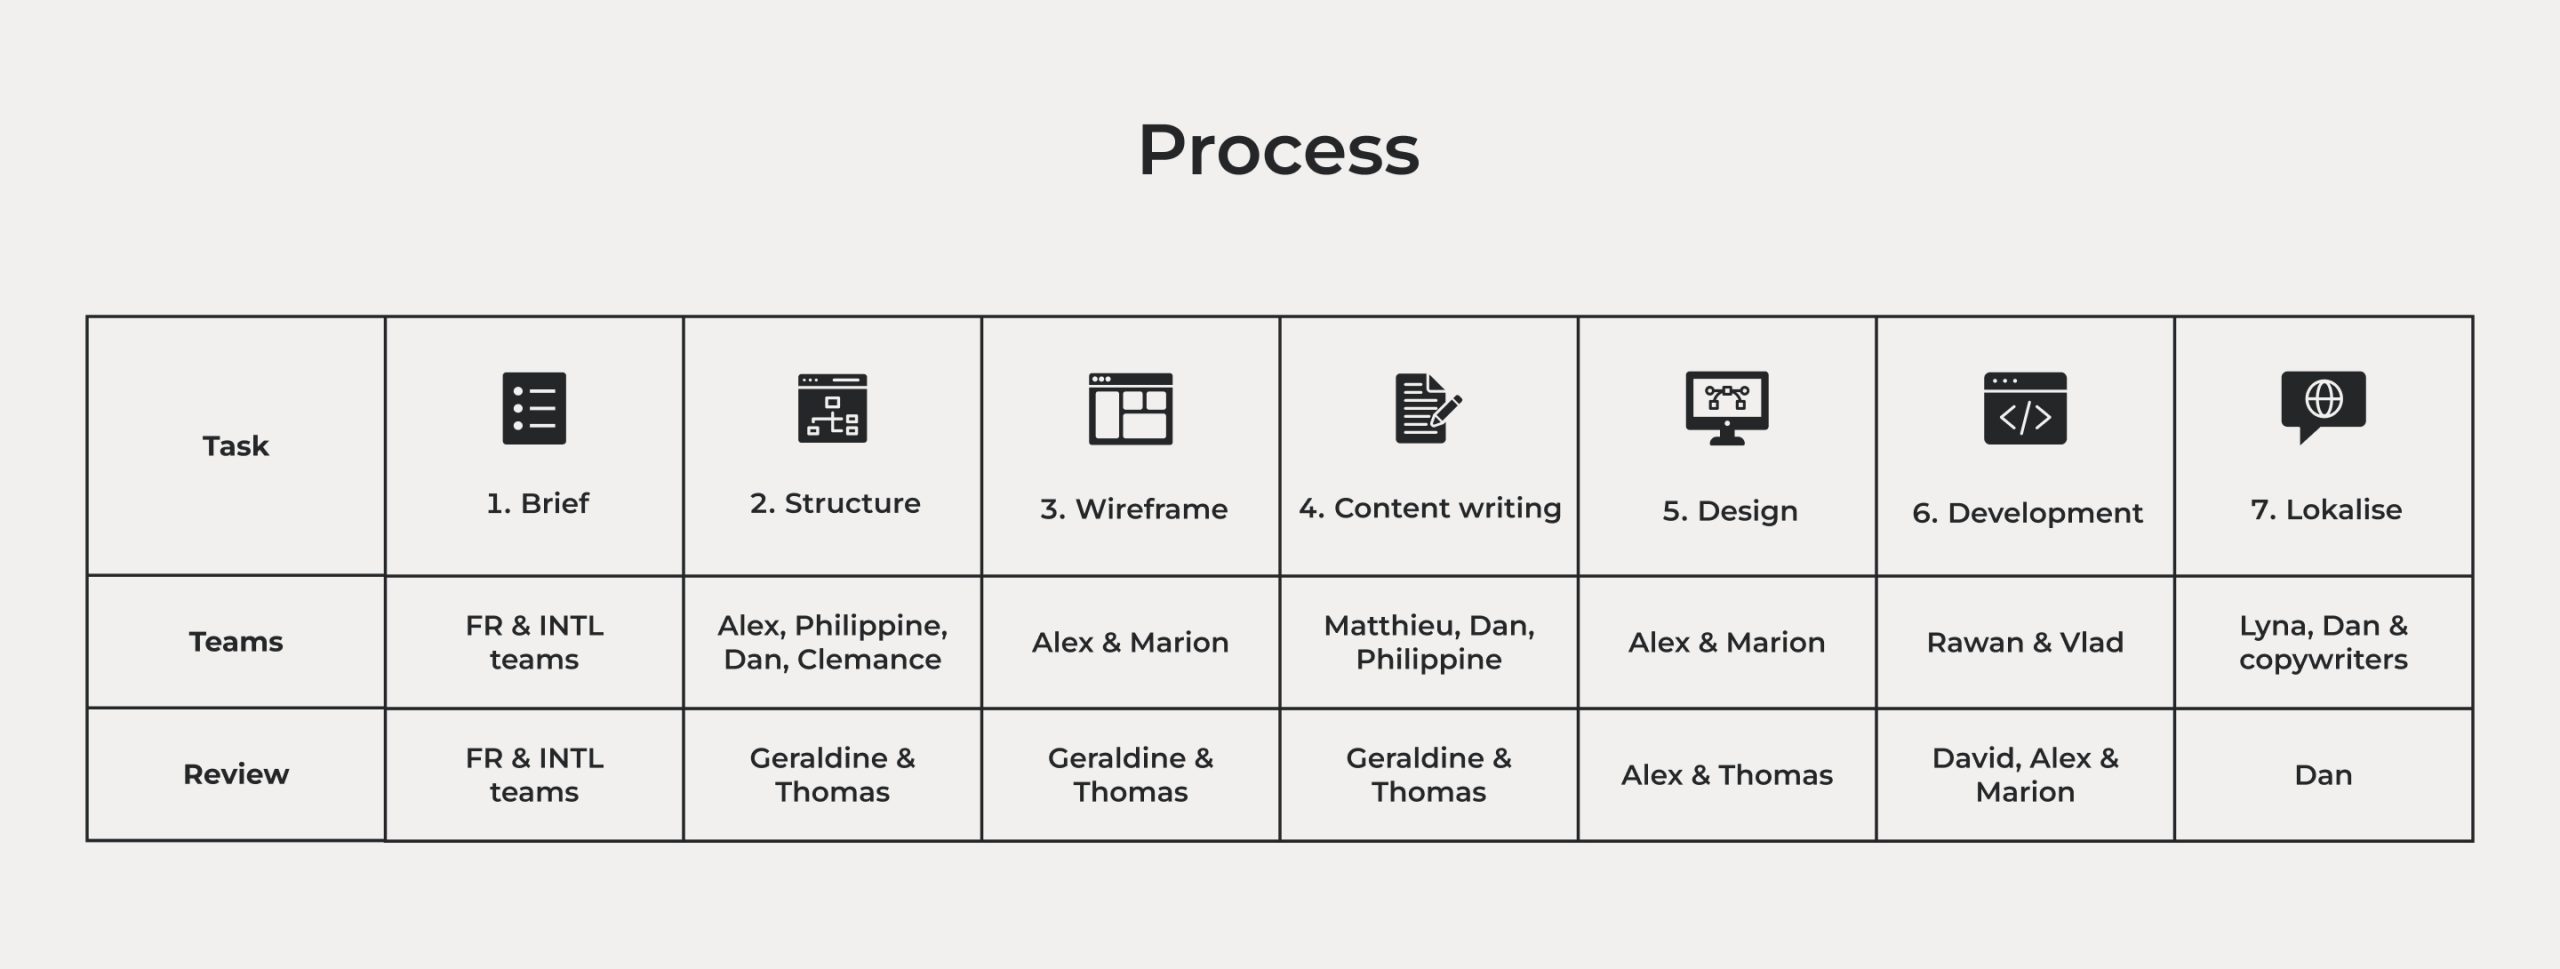 Process
Task
1. Brief
2. Structure
3. Wireframe
4. Content writing
5. Design
6. Development
7. Lokalise
Teams
FR & INTL
teams
Alex, Philippine,
Dan, Clemance
Alex & Marion
Matthieu, Dan,
Philippine
Alex & Marion
Rawan & Vlad
Lyna, Dan &
copywriters
Review
FR & INTL
teams
Geraldine &
Thomas
Geraldine &
Thomas
Geraldine &
Thomas
Alex & Thomas
David, Alex &
Marion
Dan